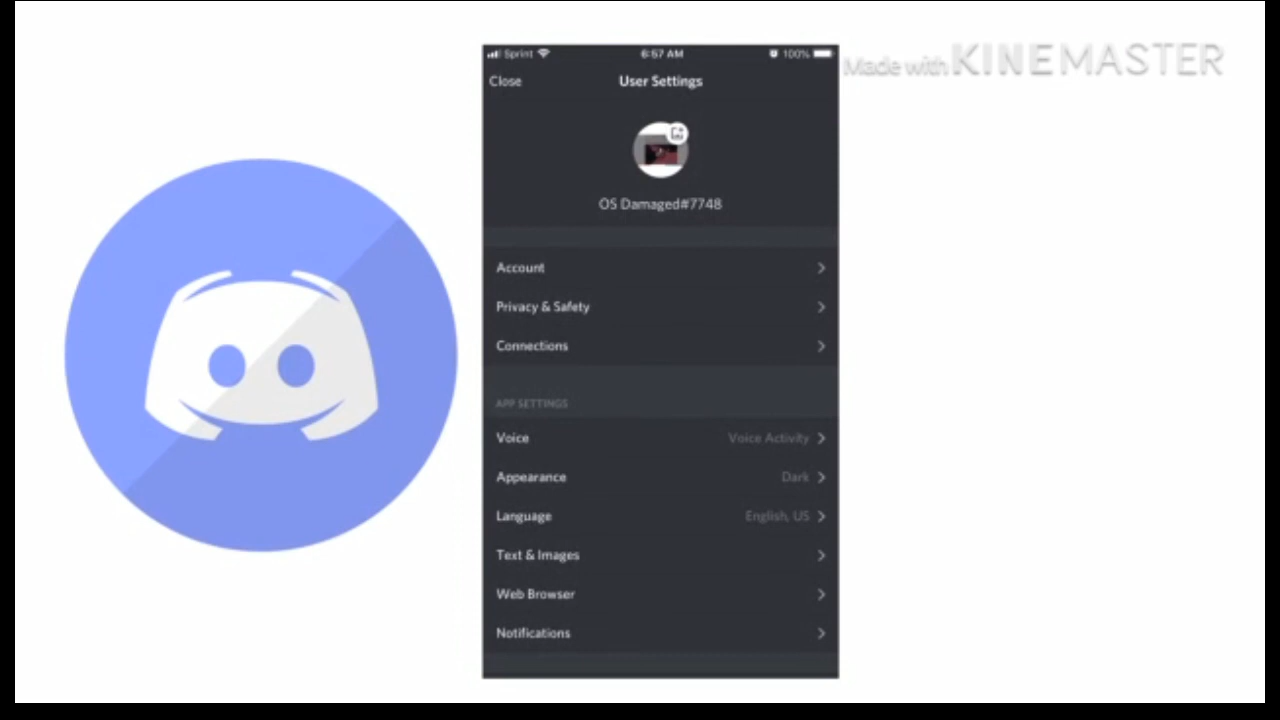 Sprint 6:57 AM 100%
Made with KINEMASTER
Close User Settings
OS Damaged#7748
Account
Privacy & Safety
Connections
APP SETTINGS
Voice Voice Activity
Appearance Dark
Language English, US
Text & Images
Web Browser
Notifications